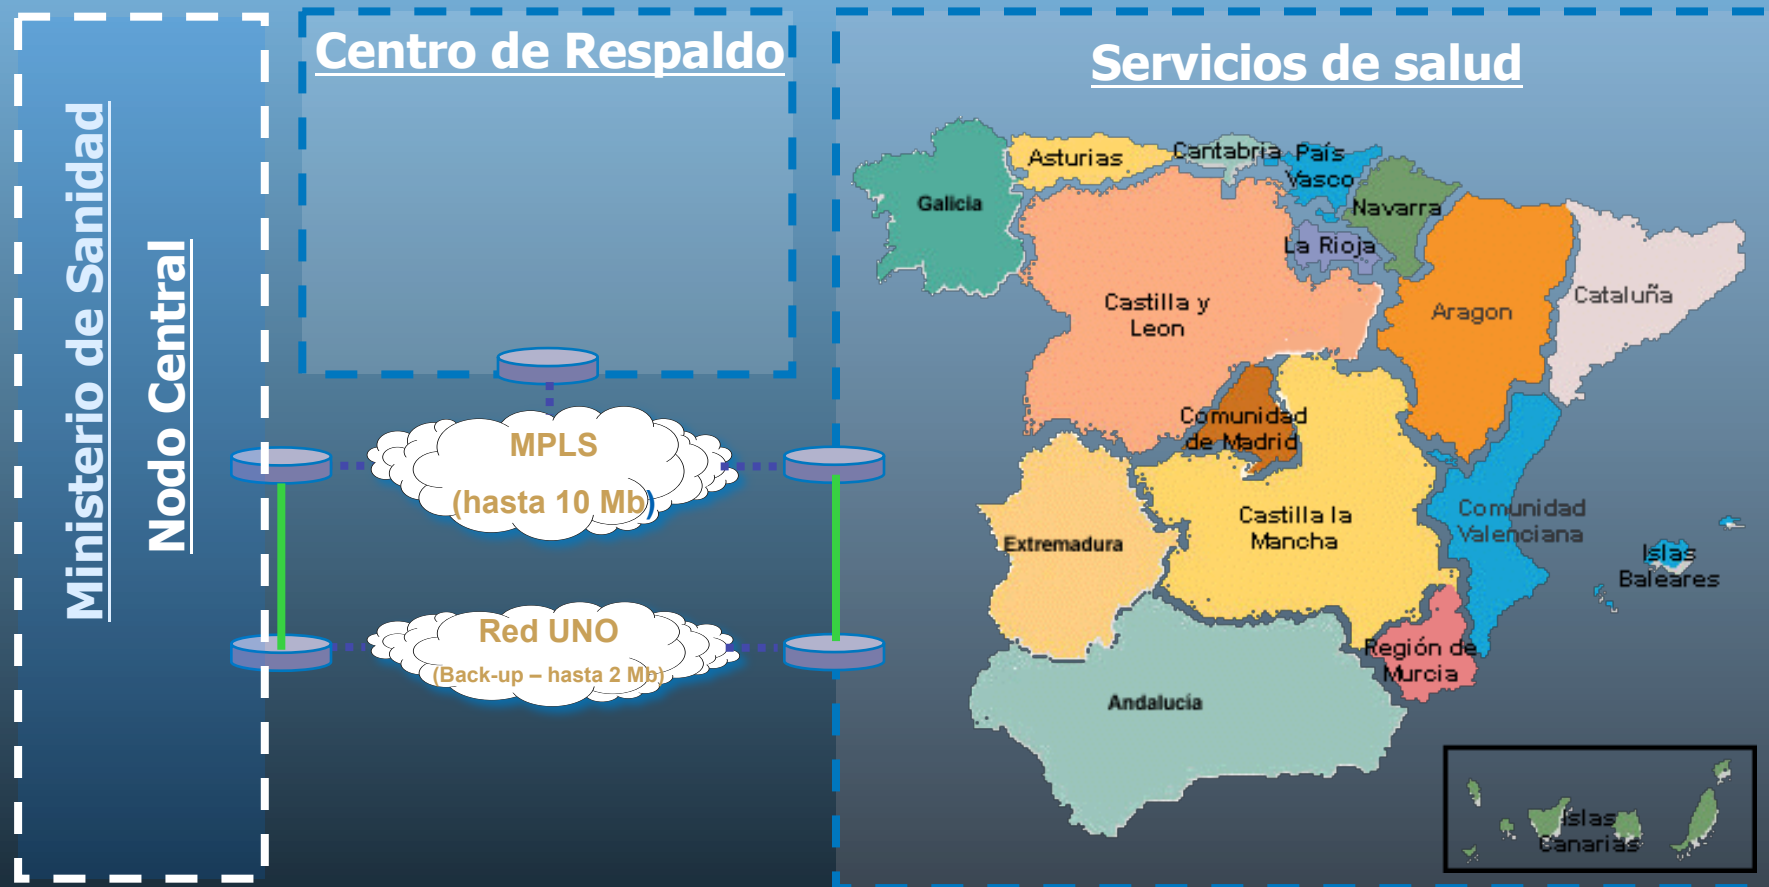 Ministerio de Sanidad
Nodo Central
Centro de Respaldo
MPLS
(hasta 10 Mb)
Red UNO
(Back-up – hasta 2 Mb)
Servicios de salud
Galicia
Asturias
Cantabria
País
Vasco
Navarra
La Rioja
Castilla y
Leon
Aragon
Cataluña
Comunidad
de Madrid
Extremadura
Castilla la
Mancha
Comunidad
Valenciana
Islas
Baleares
Región de
Murcia
Andalucía
Islas
Canarias